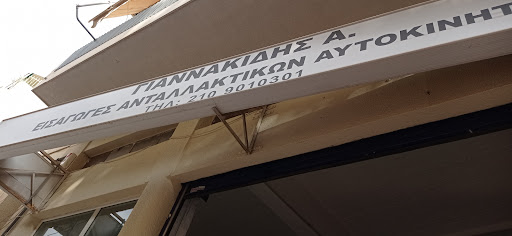 ΓΙΑΝΝΑΚΙΔΗΣ Α.
ΕΙΣΑΓΩΓΕΣ ΑΝΤΑΛΛΑΚΤΙΚΩΝ ΑΥΤΟΚΙΝΗΤ
ΤΗΛ: 210 9010301